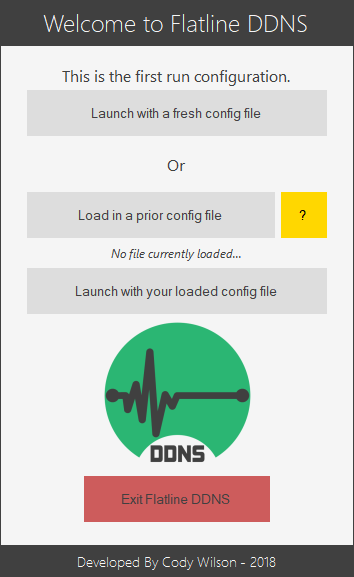 Welcome to Flatline DDNS
This is the first run configuration.
Launch with a fresh config file
Or
Load in a prior config file
?
No file currently loaded...
Launch with your loaded config file
DDNS
Exit Flatline DDNS
Developed By Cody Wilson - 2018